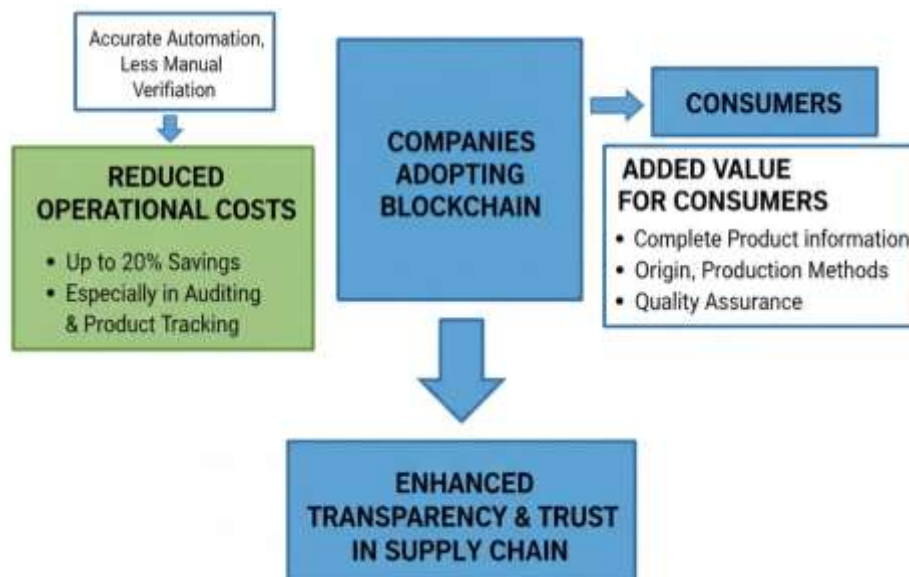 Accurate Automation,
Less Manual
Verifiation
REDUCED
OPERATIONAL COSTS
• Up to 20% Savings
• Especially in Auditing
& Product Tracking
COMPANIES
ADOPTING
BLOCKCHAIN
CONSUMERS
ADDED VALUE
FOR CONSUMERS
• Complete Product information
• Origin, Production Methods
• Quality Assurance
ENHANCED
TRANSPARENCY & TRUST
IN SUPPLY CHAIN